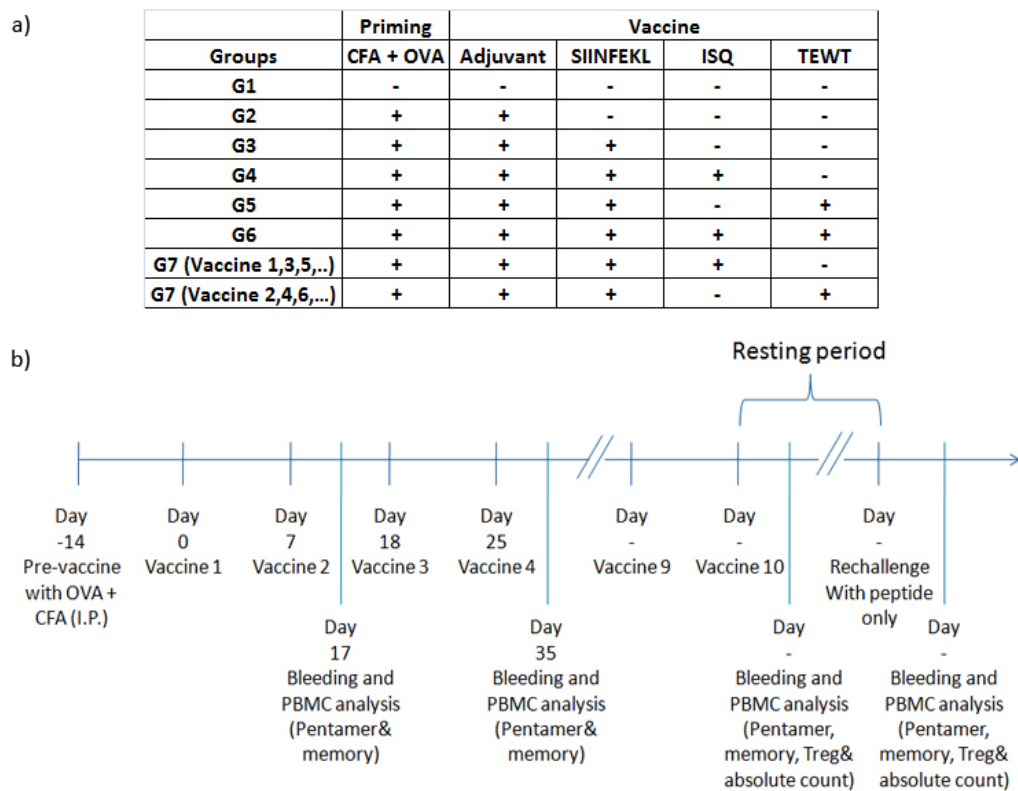 a)
Priming Vaccine
Groups CFA + OVA Adjuvant SIINFEKL ISQ TEWT
G1 - - - - -
G2 + + - - -
G3 + + + - -
G4 + + + + -
G5 + + + - +
G6 + + + + +
G7 (Vaccine 1,3,5,..) + + + + -
G7 (Vaccine 2,4,6,...) + + + - +
b)
Resting period
Day
-14
Pre-vaccine
with OVA +
CFA (I.P.)
Day
0
Vaccine 1
Day
7
Vaccine 2
Day
17
Bleeding and
PBMC analysis
(Pentamer&
memory)
Day
18
Vaccine 3
Day
25
Vaccine 4
Day
35
Bleeding and
PBMC analysis
(Pentamer&
memory)
Day
-
Vaccine 9
Day
-
Vaccine 10
Day
-
Bleeding and
PBMC analysis
(Pentamer,
memory, Treg&
absolute count)
Day
-
Rechallenge
With peptide
only
Day
-
Bleeding and
PBMC analysis
(Pentamer,
memory, Treg&
absolute count)